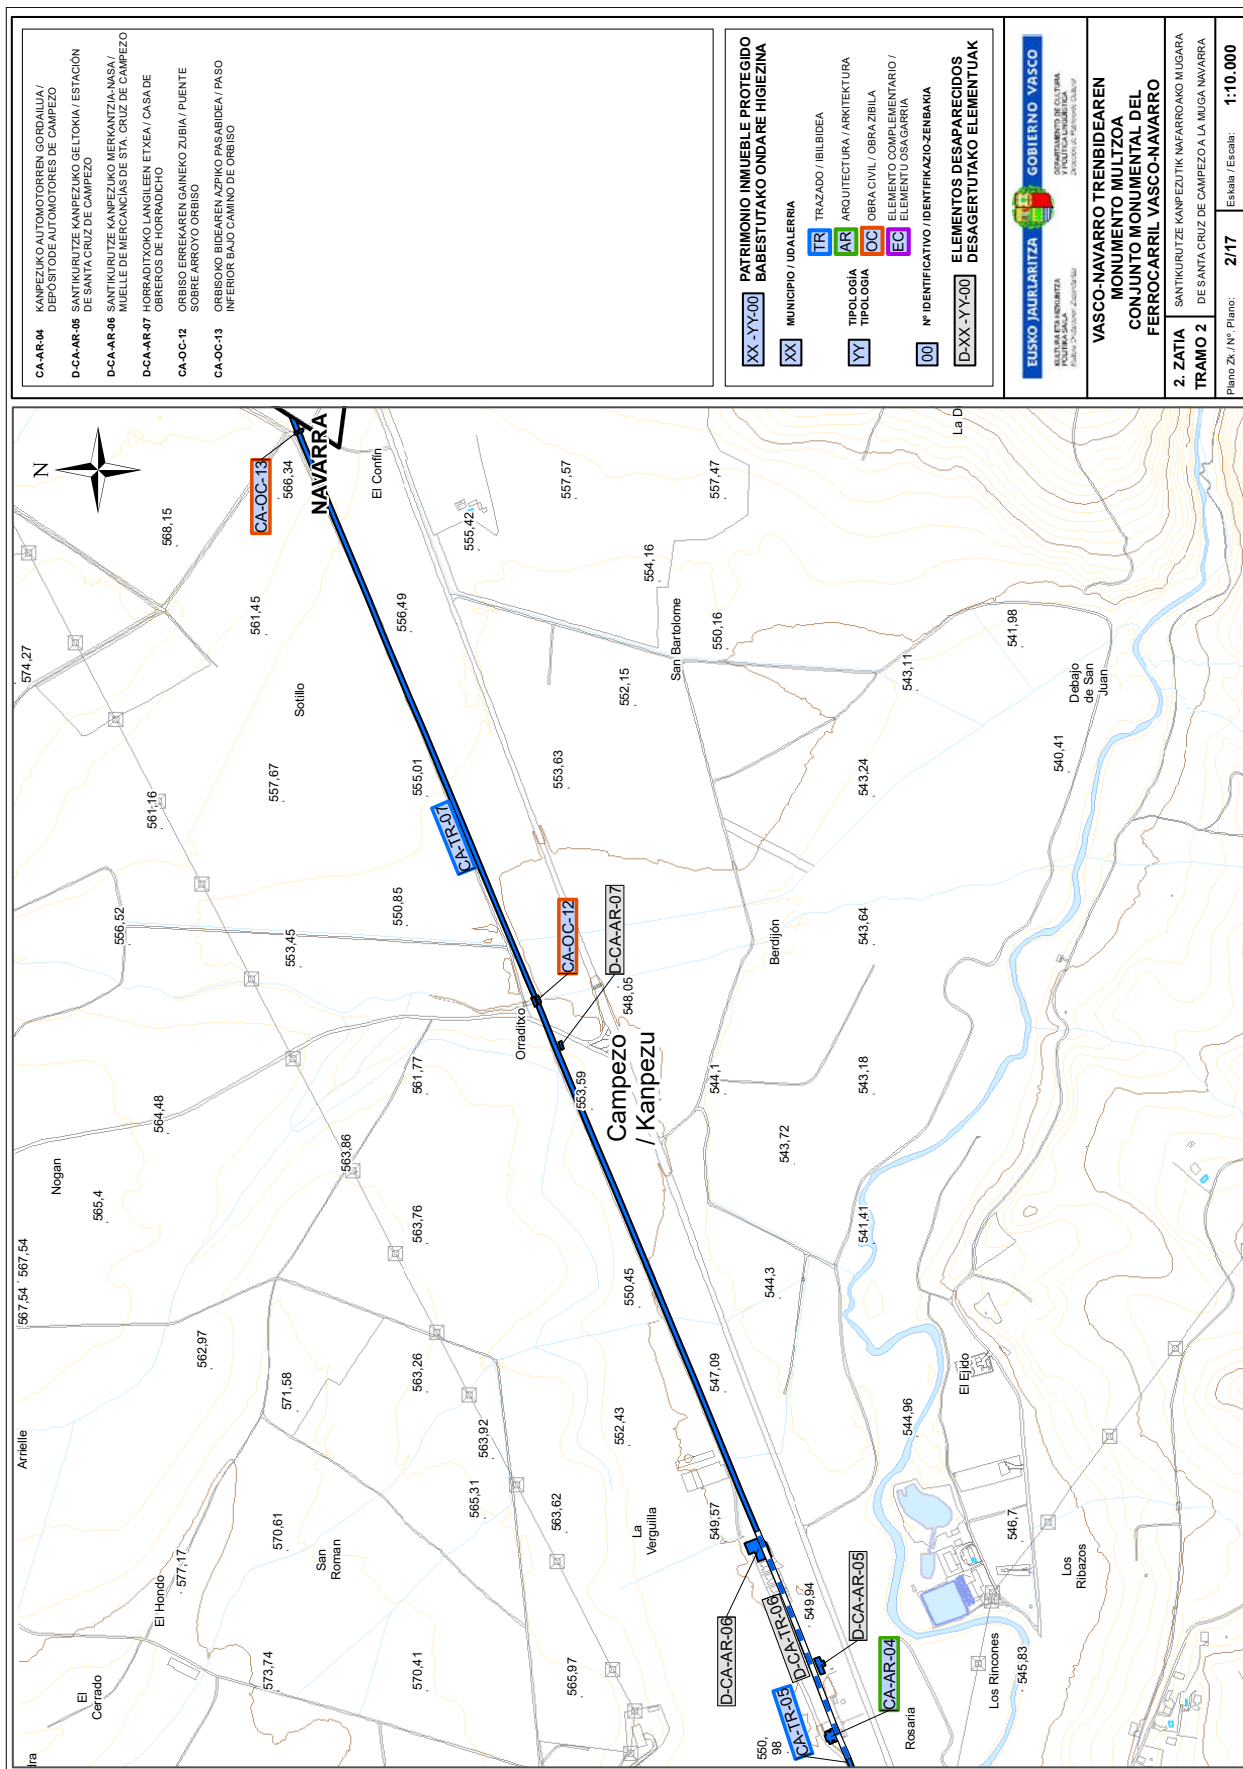 CA-AR-04 KANPEZUKO AUTOMOTORREN GORDAILUA /
DEPÓSITO DE AUTOMOTORES DE CAMPEZO
D-CA-AR-05 SANTIKURUTZE KANPEZUKO GELTOKIA / ESTACIÓN
DE SANTA CRUZ DE CAMPEZO
D-CA-AR-06 SANTIKURUTZE KANPEZUKO MERKANTZIA-NASA /
MUELLE DE MERCANCÍAS DE STA. CRUZ DE CAMPEZO
D-CA-AR-07 HORRADITXOKO LANGILEEN ETXEA / CASA DE
OBREROS DE HORRADICHO
CA-OC-12 ORBISO ERREKAREN GAINEKO ZUBIA / PUENTE
SOBRE ARROYO ORBISO
CA-OC-13 ORBISOKO BIDEAREN AZPIKO PASABIDEA / PASO
INFERIOR BAJO CAMINO DE ORBISO
XX -YY-00 PATRIMONIO INMUEBLE PROTEGIDO
BABESTUTAKO ONDARE HIGIEZINA
XX MUNICIPIO / UDALERRIA
YY TIPOLOGÍA
TIPOLOGIA
TR TRAZADO / IBILBIDEA
AR ARQUITECTURA / ARKITEKTURA
OC OBRA CIVIL / OBRA ZIBILA
EC ELEMENTO COMPLEMENTARIO /
ELEMENTU OSAGARRIA
00 Nº IDENTIFICATIVO / IDENTIFIKAZIO-ZENBAKIA
D-XX -YY-00 ELEMENTOS DESAPARECIDOS
DESAGERTUTAKO ELEMENTUAK
EUSKO JAURLARITZA GOBIERNO VASCO
KULTURA ETA HIZKUNTZA
POLITIKA SAILA
DEPARTAMENTO DE CULTURA
Y POLÍTICA LINGÜÍSTICA
VASCO-NAVARRO TRENBIDEAREN
MONUMENTO MULTZOA
CONJUNTO MONUMENTAL DEL
FERROCARRIL VASCO-NAVARRO
2. ZATIA
TRAMO 2
SANTIKURUTZE KANPEZUTIK NAFARROAKO MUGARA
DE SANTA CRUZ DE CAMPEZO A LA MUGA NAVARRA
Plano Zk./ Nº. Plano: 2/17
Eskala / Escala: 1:10.000
N
Arrielle
567,54
567,54
574,27
El
Cerrado
El Hondo
577,17
573,74
570,61
571,58
562,97
565,4
Nogan
564,48
556,52
561,16
568,15
561,45
566,34
CA-OC-13
NAVARRA
El Confín
Sotillo
557,67
553,45
San
Roman
570,41
565,31
563,92
563,26
563,76
563,86
561,77
550,85
555,01
556,49
CA-TR-07
Orraditxo
CA-OC-12
D-CA-AR-07
548,05
Campezo
/ Kanpezu
553,59
550,45
552,43
563,62
565,97
La
Verguilla
549,57
547,09
544,1
544,3
543,72
543,18
541,41
553,63
552,15
555,42
557,57
554,16
557,47
San Bartolome
550,16
543,11
541,98
La D
Debajo
de San
Juan
540,41
543,24
543,64
Berdijón
D-CA-AR-06
D-CA-TR-06
549,94
D-CA-AR-05
CA-AR-04
CA-TR-05
550,
98
Rosaria
544,96
El Ejido
546,7
Los
Ribazos
Los Rincones
545,83